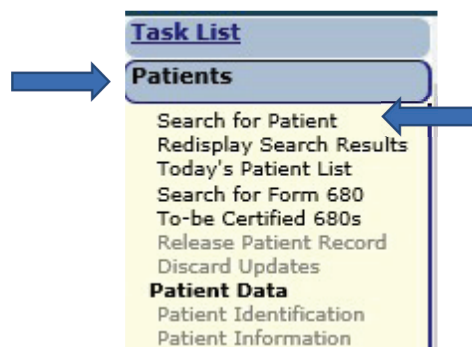 Task List
Patients
Search for Patient
Redisplay Search Results
Today's Patient List
Search for Form 680
To-be Certified 680s
Release Patient Record
Discard Updates
Patient Data
Patient Identification
Patient Information